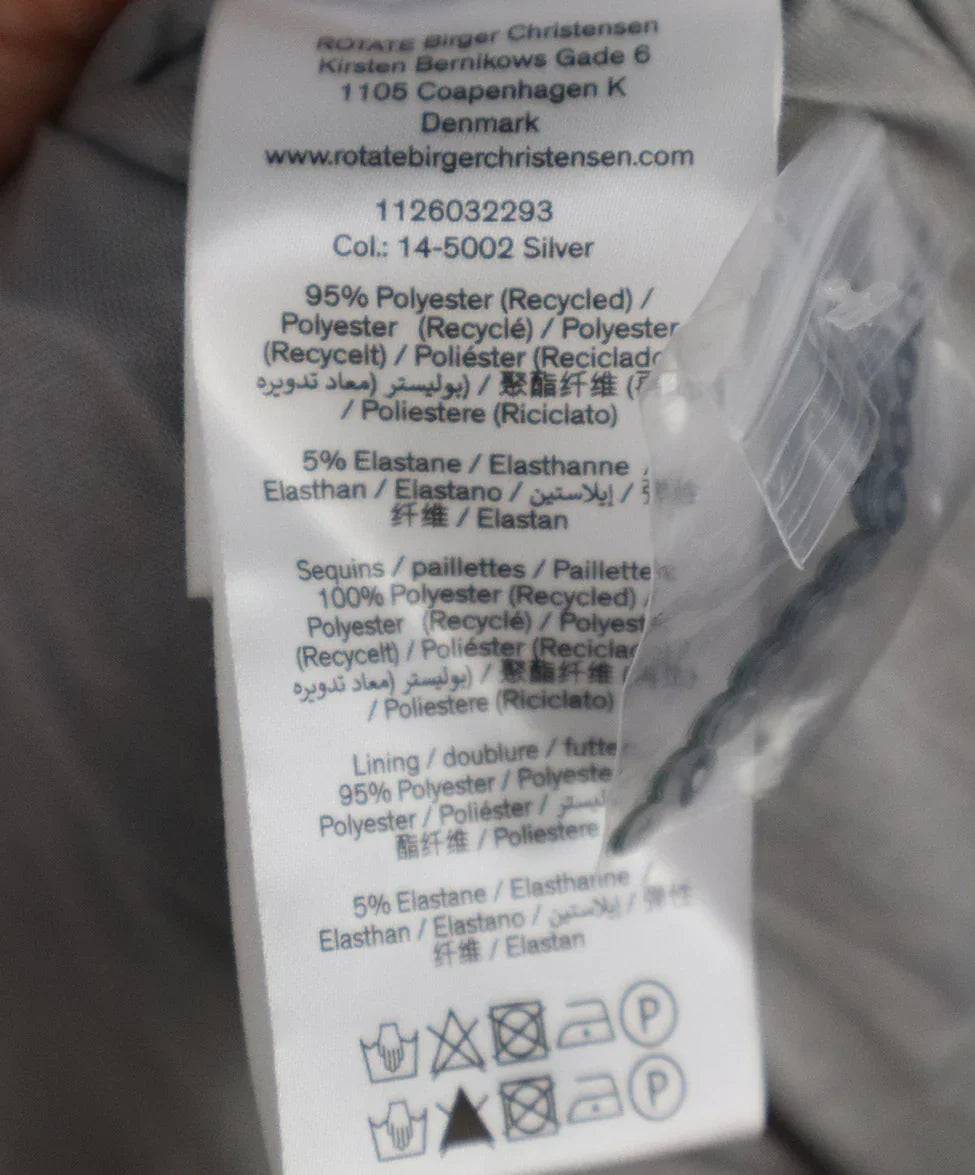 ROTATE Birger Christensen
Kirsten Bernikows Gade 6
1105 Coapenhagen K
Denmark
www.rotatebirgerchristensen.com
1126032293
Col.: 14-5002 Silver
95% Polyester (Recycled) /
Polyester (Recyclé) / Polyester
(Recycelt) / Poliéster (Reciclado
بوليستر (معاد تدويره) / 聚酯纤维 (
/ Poliestere (Riciclato)
5% Elastane / Elasthanne /
Elasthan / Elastano / إيلاستين /
纤维 / Elastan
Sequins / paillettes / Paillette
100% Polyester (Recycled) /
Polyester (Recyclé) / Polyest
(Recycelt) / Poliéster (Reciclad
بوليستر (معاد تدويره) / 聚酯纤维 (
/ Poliestere (Riciclato)
Lining / doublure / futte
95% Polyester / Polyeste
Polyester / Poliéster /
酯纤维 / Poliestere
5% Elastane / Elasthanne /
Elasthan / Elastano / إيلاستين / 弹性
纤维 / Elastan
P
P